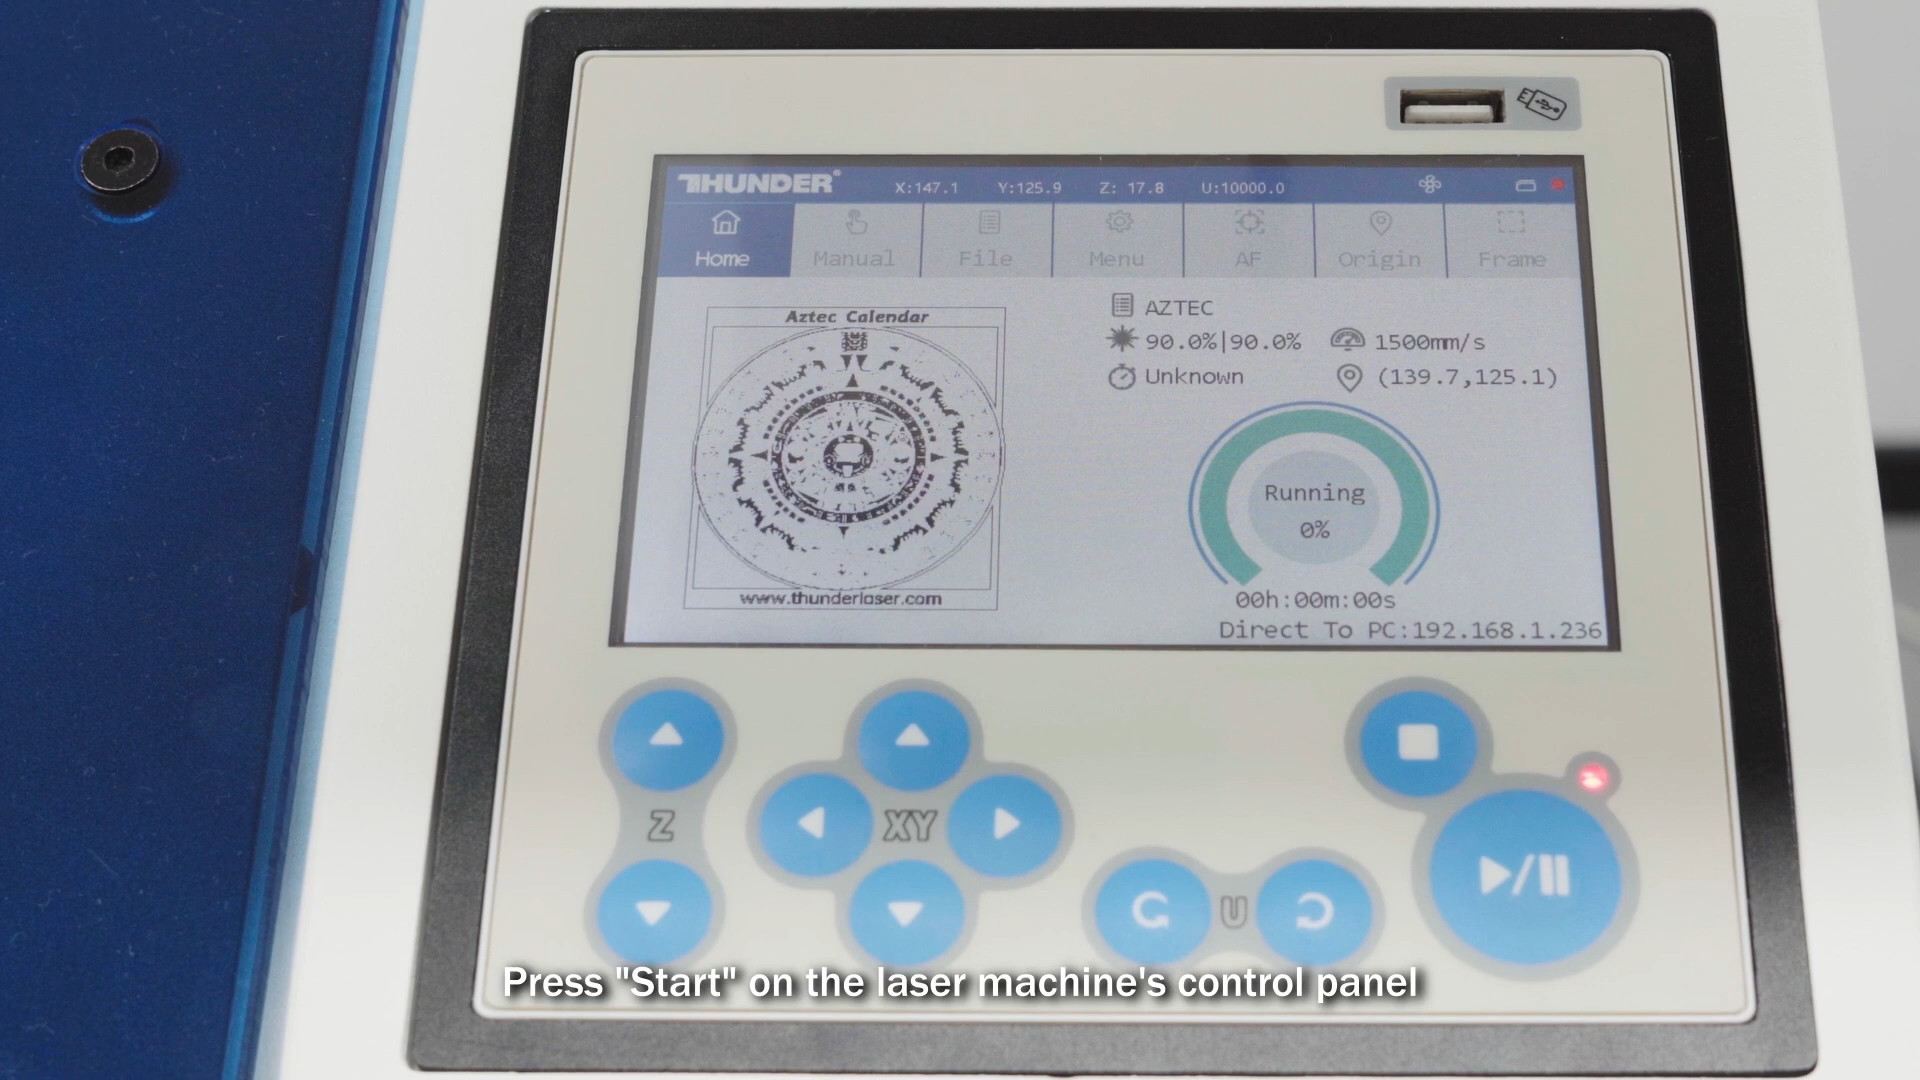 THUNDER® X:147.1 Y:125.9 Z: 17.8 U:10000.0
Home Manual File Menu AF Origin Frame
Aztec Calendar
www.thunderlaser.com
AZTEC
90.0%|90.0% 1500mm/s
Unknown (139.7,125.1)
Running
0%
00h:00m:00s
Direct To PC:192.168.1.236
Z
XY
U
Press "Start" on the laser machine's control panel